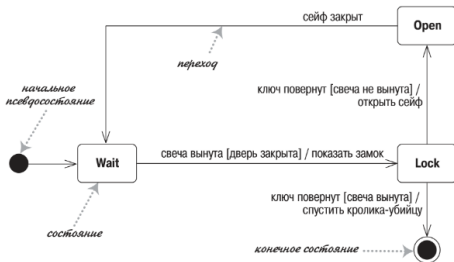 сейф закрыт
Open
переход
начальное
псевдосостояние
ключ повернут [свеча не вынута] /
открыть сейф
Wait
свеча вынута [дверь закрыта] / показать замок
Lock
ключ повернут [свеча вынута] /
спустить кролика-убийцу
состояние
конечное состояние